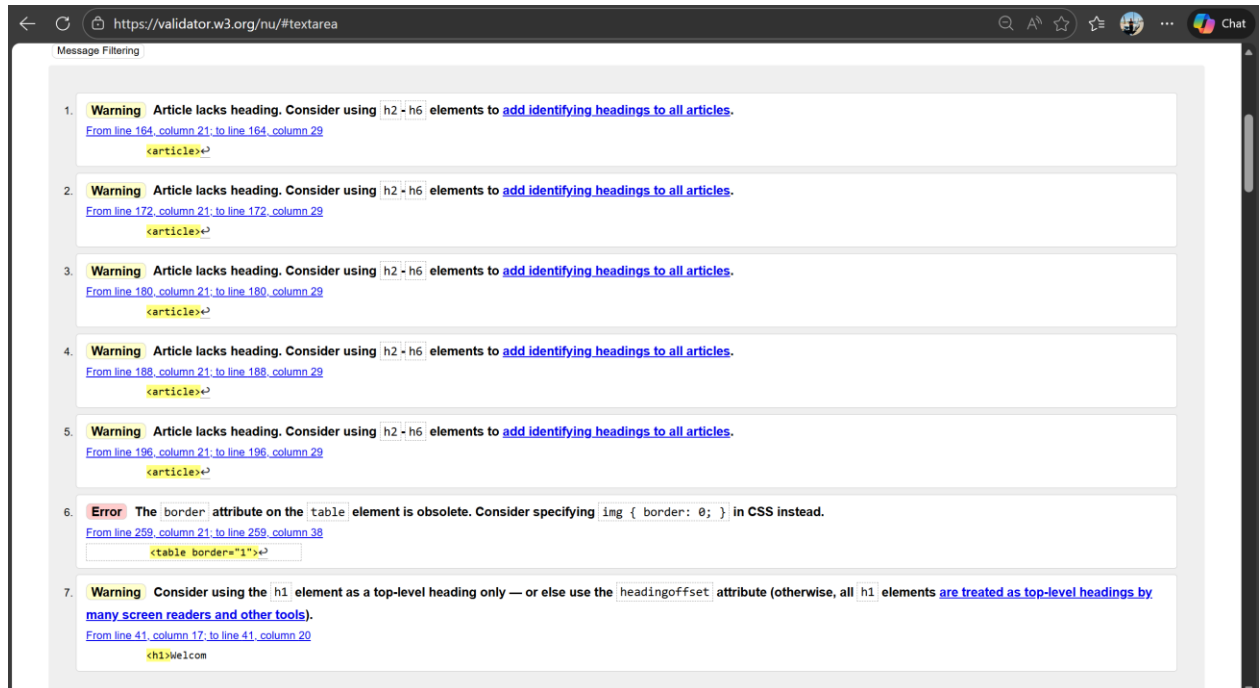 https://validator.w3.org/nu/#textarea
Chat
Message Filtering
1. Warning Article lacks heading. Consider using h2-h6 elements to add identifying headings to all articles.
From line 164, column 21; to line 164, column 29
<article>↩
2. Warning Article lacks heading. Consider using h2-h6 elements to add identifying headings to all articles.
From line 172, column 21; to line 172, column 29
<article>↩
3. Warning Article lacks heading. Consider using h2-h6 elements to add identifying headings to all articles.
From line 180, column 21; to line 180, column 29
<article>↩
4. Warning Article lacks heading. Consider using h2-h6 elements to add identifying headings to all articles.
From line 188, column 21; to line 188, column 29
<article>↩
5. Warning Article lacks heading. Consider using h2-h6 elements to add identifying headings to all articles.
From line 196, column 21; to line 196, column 29
<article>↩
6. Error The border attribute on the table element is obsolete. Consider specifying img { border: 0; } in CSS instead.
From line 259, column 21; to line 259, column 38
<table border="1">↩
7. Warning Consider using the h1 element as a top-level heading only — or else use the headingoffset attribute (otherwise, all h1 elements are treated as top-level headings by
many screen readers and other tools).
From line 41, column 17; to line 41, column 20
<h1>Welcom